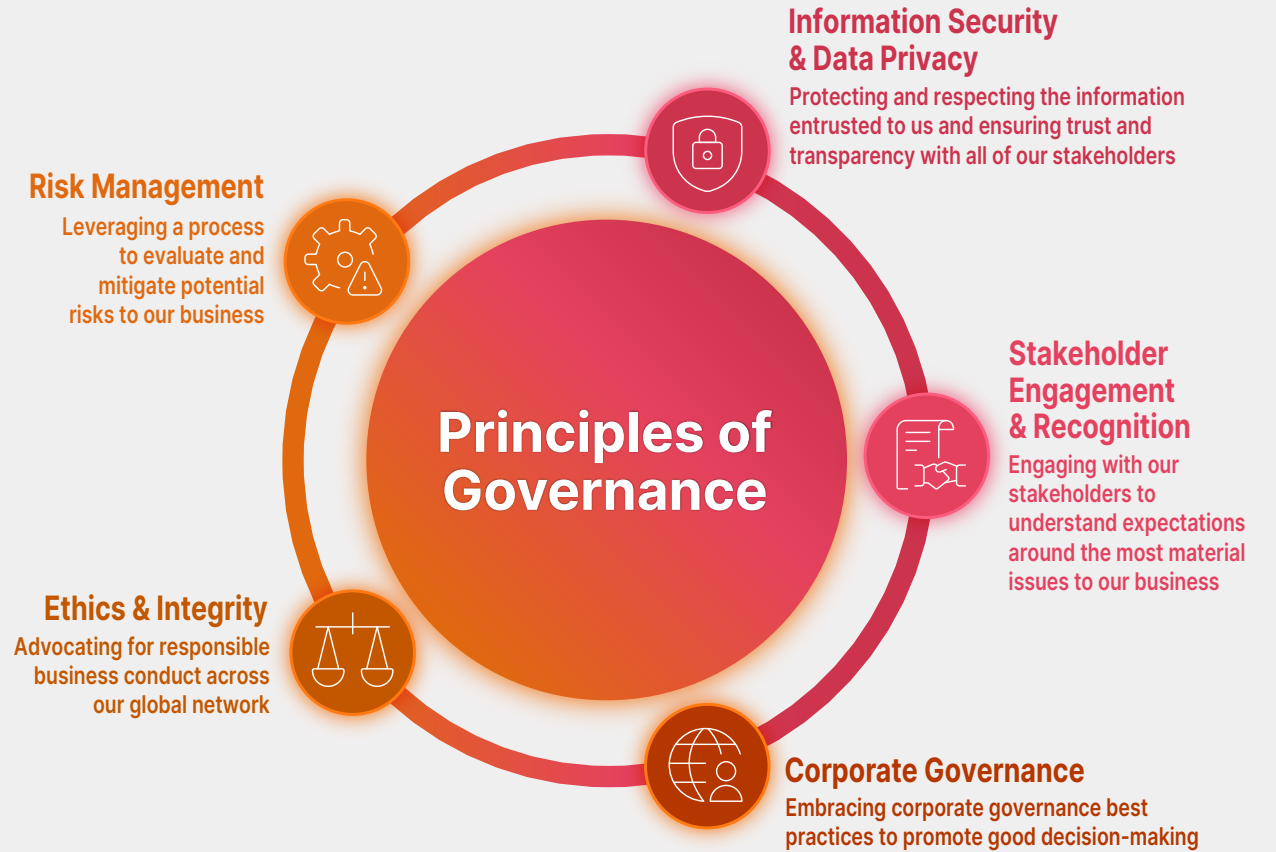 Information Security
& Data Privacy
Protecting and respecting the information
entrusted to us and ensuring trust and
transparency with all of our stakeholders
Risk Management
Leveraging a process
to evaluate and
mitigate potential
risks to our business
Stakeholder
Engagement
& Recognition
Engaging with our
stakeholders to
understand expectations
around the most material
issues to our business
Principles of
Governance
Ethics & Integrity
Advocating for responsible
business conduct across
our global network
Corporate Governance
Embracing corporate governance best
practices to promote good decision-making